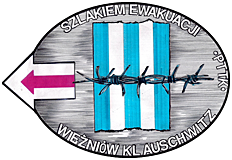 SZLAKIEM EWAKUACJI
"PTTK"
WIĘŹNIÓW KL AUSCHWITZ